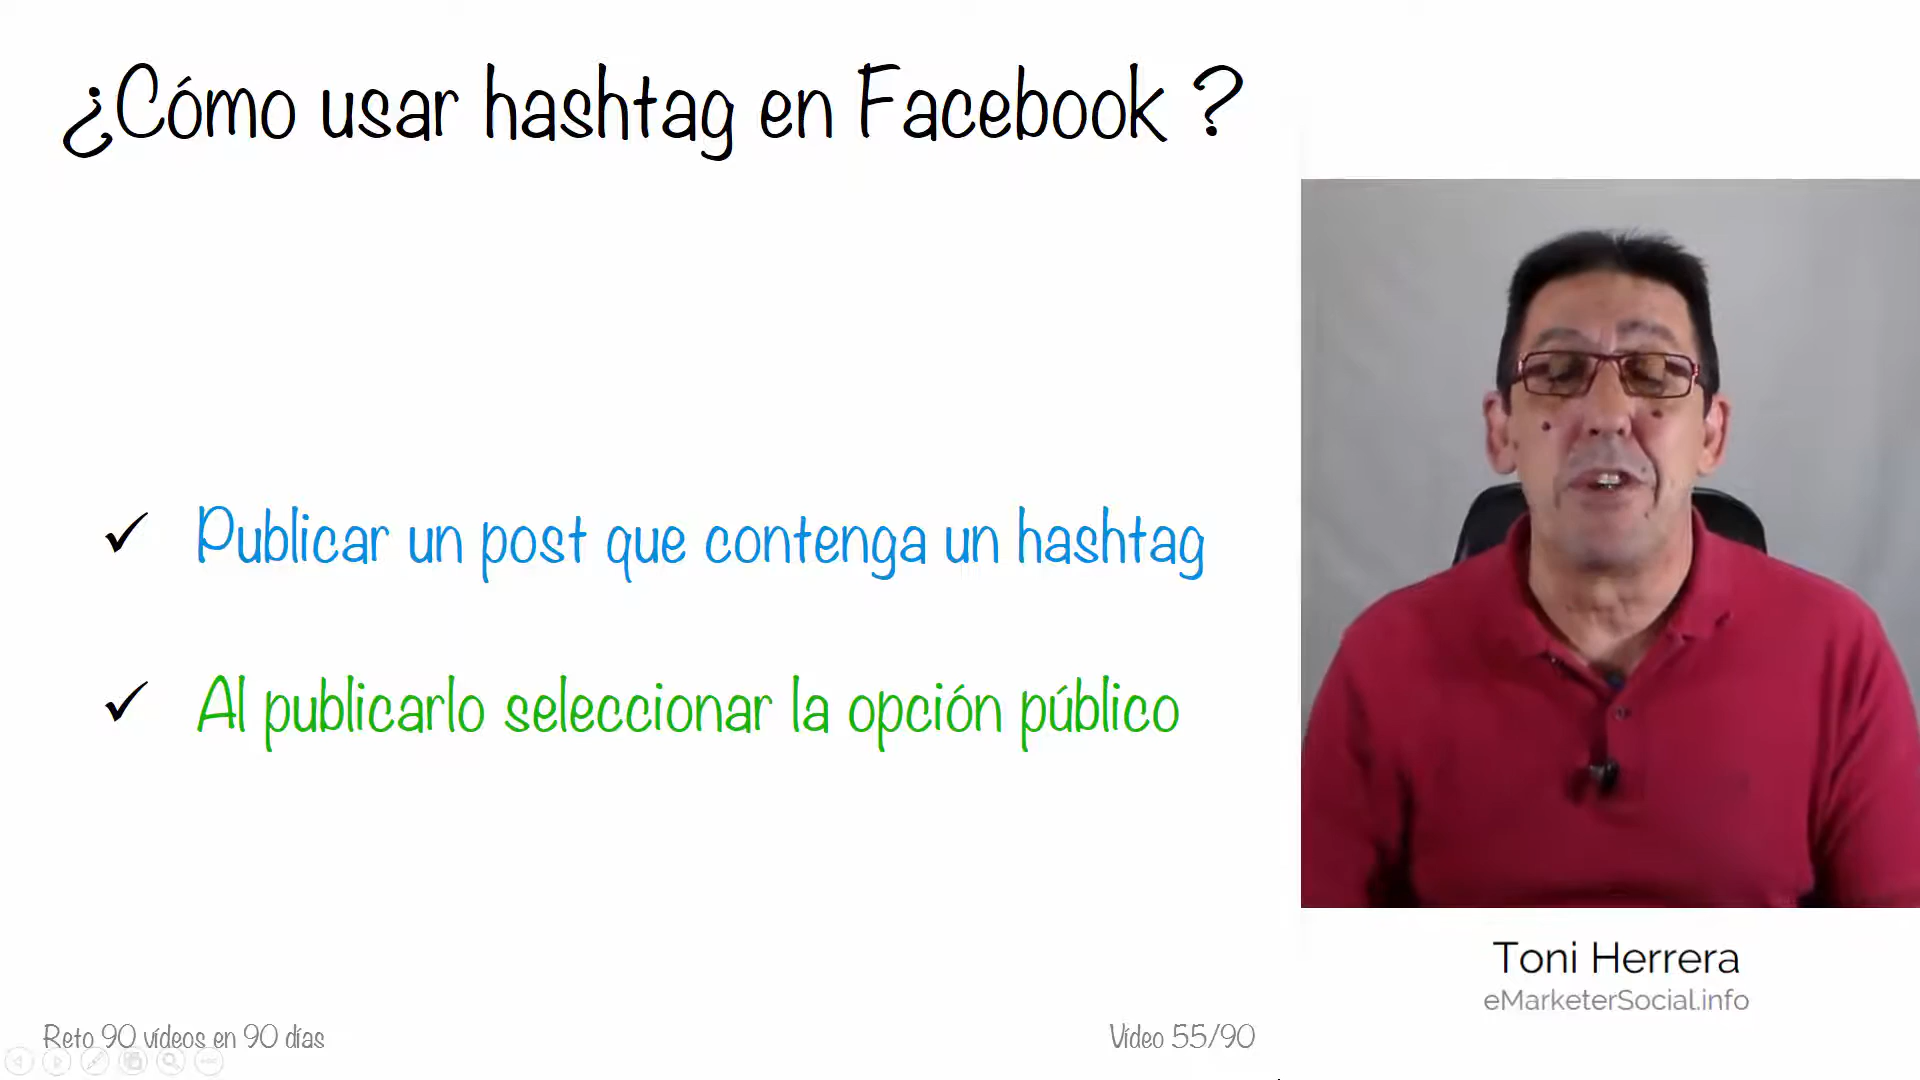 ¿Cómo usar hashtag en Facebook ?
✓ Publicar un post que contenga un hashtag
✓ Al publicarlo seleccionar la opción público
Toni Herrera
eMarketerSocial.info
Reto 90 vídeos en 90 días
Vídeo 55/90